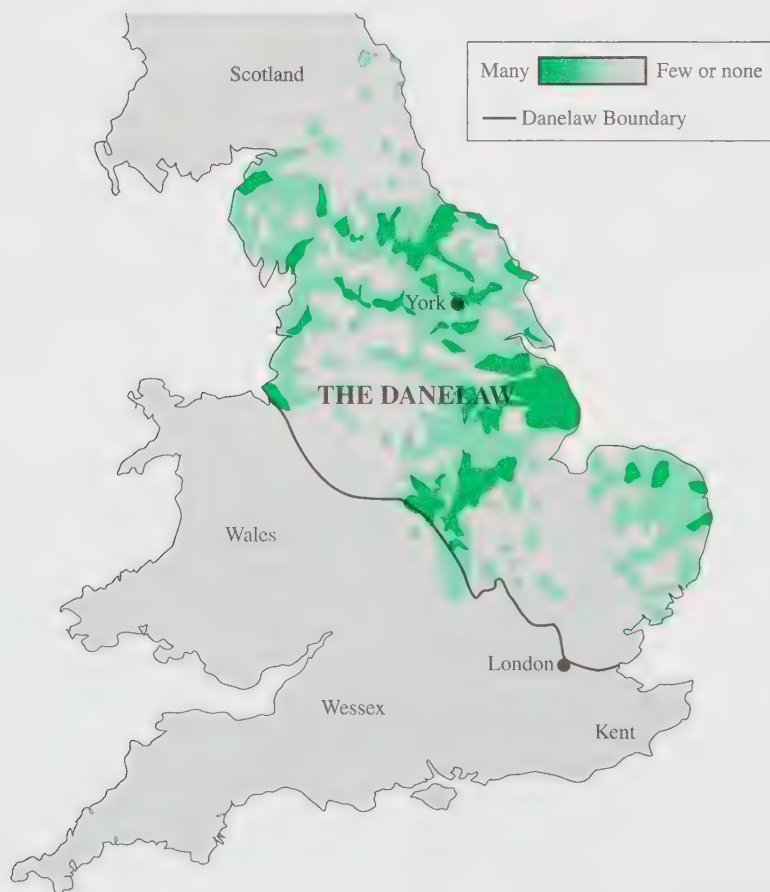 Scotland
Many Few or none
Danelaw Boundary
York
THE DANELAW
Wales
London
Wessex
Kent